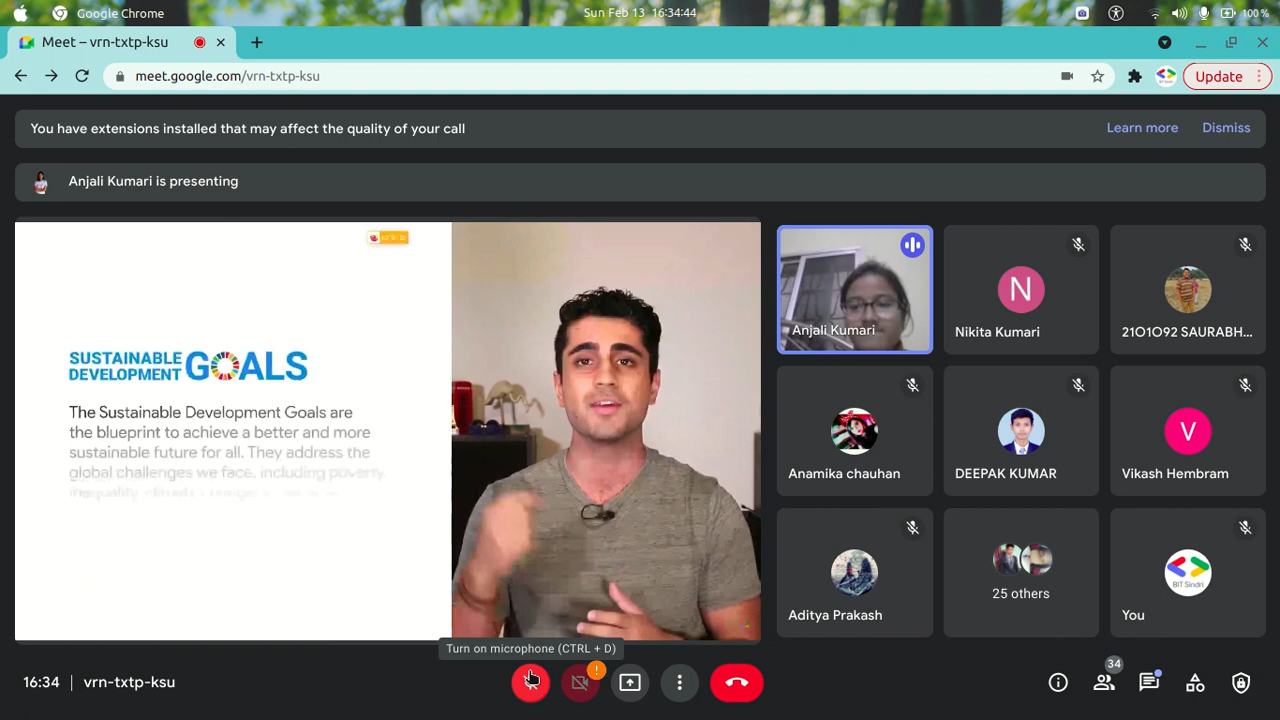 Google Chrome
Sun Feb 13 16:34:44
100 %
Meet – vrn-txtp-ksu
meet.google.com/vrn-txtp-ksu
Update
You have extensions installed that may affect the quality of your call
Learn more
Dismiss
Anjali Kumari is presenting
SUSTAINABLE
DEVELOPMENT
GOALS
The Sustainable Development Goals are
the blueprint to achieve a better and more
sustainable future for all. They address the
global challenges we face, including poverty,
Anjali Kumari
N
Nikita Kumari
2101092 SAURABH...
Anamika chauhan
DEEPAK KUMAR
V
Vikash Hembram
Aditya Prakash
25 others
BIT Sindri
You
Turn on microphone (CTRL + D)
16:34
vrn-txtp-ksu
34